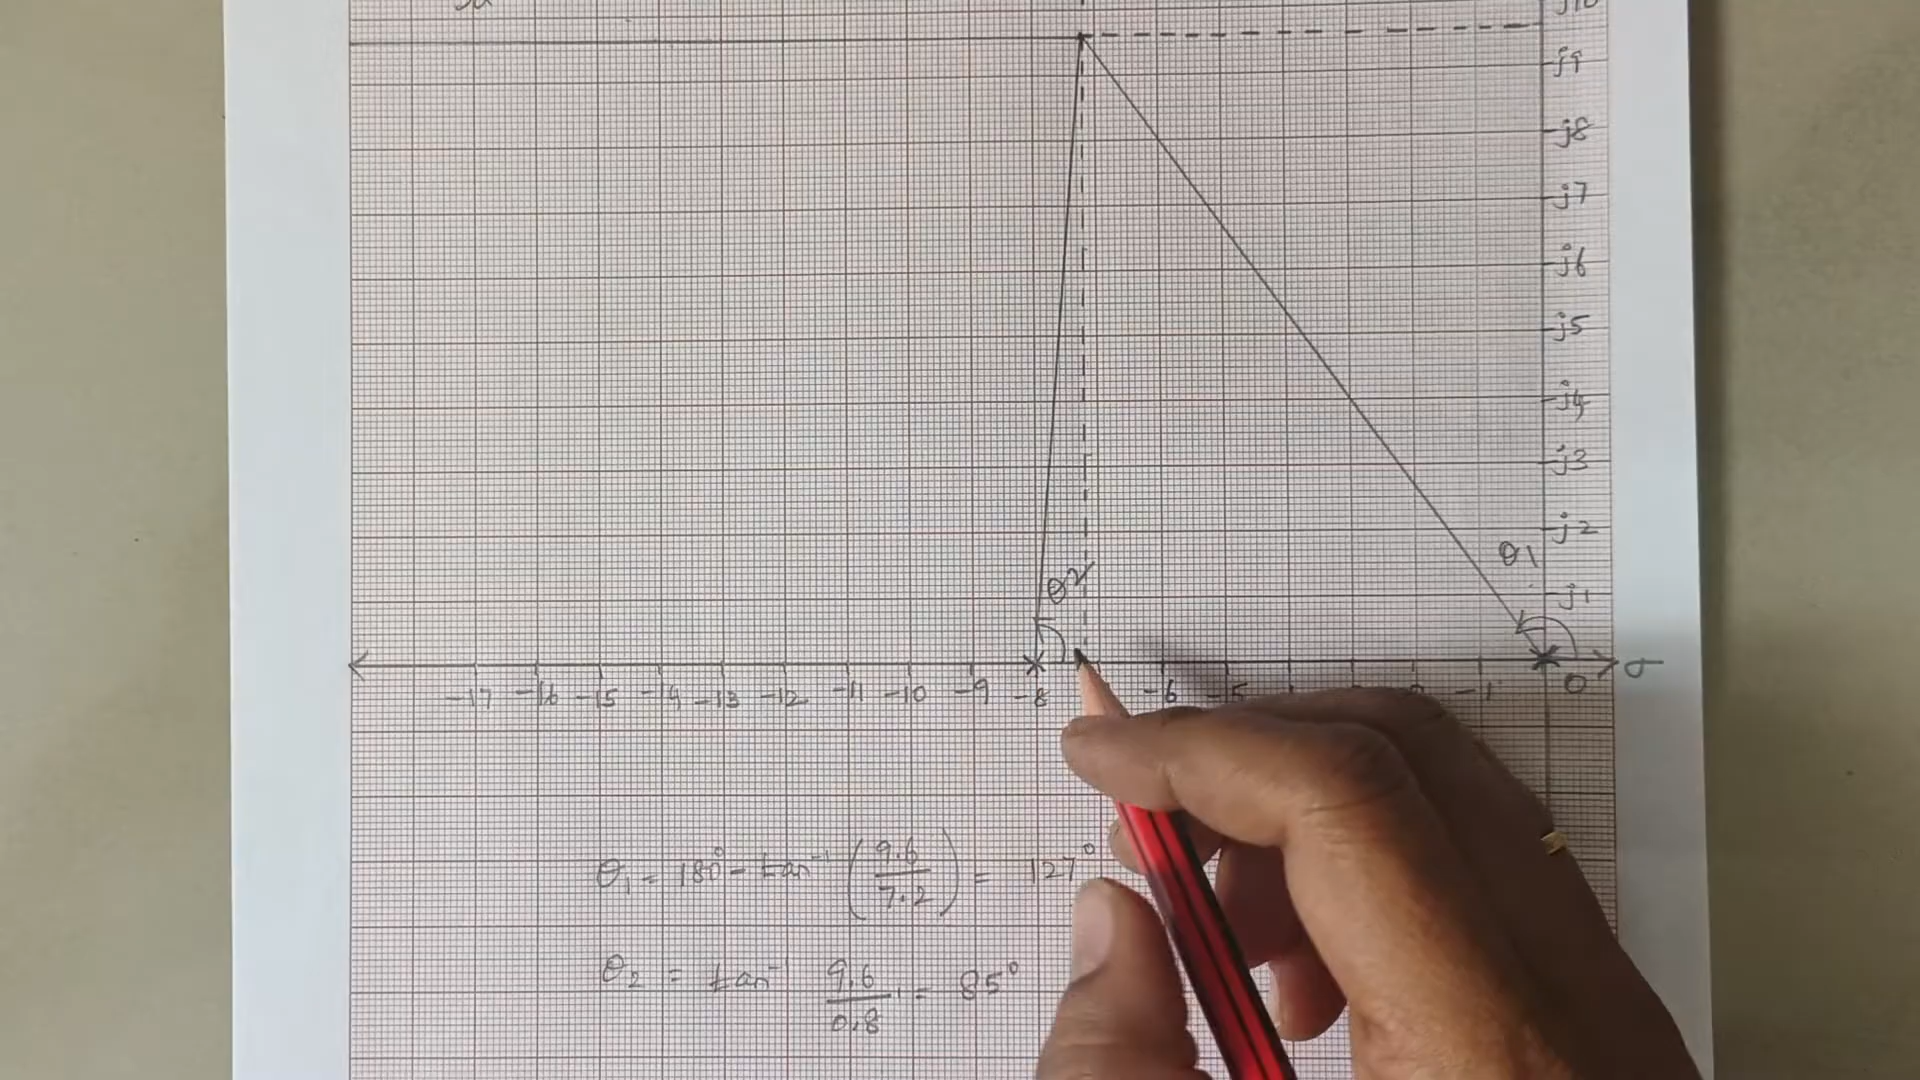 j10
j9
j8
j7
j6
j5
j4
j3
j2
θ1
j1
θ2
-17 -16 -15 -14 -13 -12 -11 -10 -9 -8 -6 -5 -1 0 σ
θ₁ = 180° - tan⁻¹ (9.6/7.2) = 127°
θ₂ = tan⁻¹ 9.6/0.8 = 85°